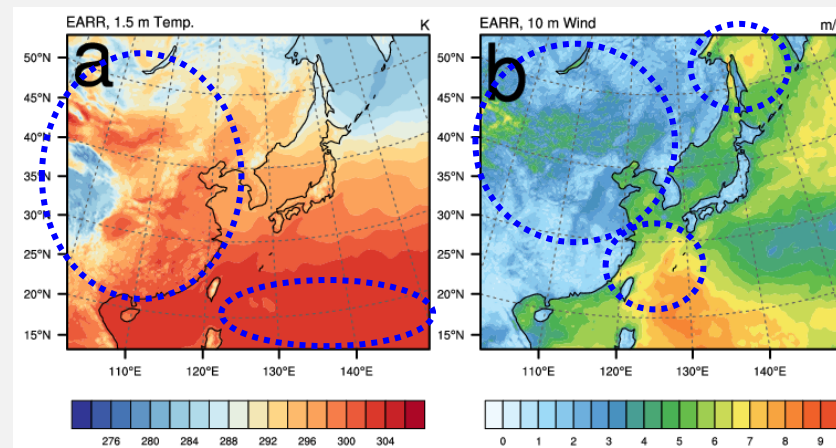 EARR, 1.5 m Temp.
K
a
50°N
45°N
40°N
35°N
30°N
25°N
20°N
15°N
110°E
120°E
130°E
140°E
276
280
284
288
292
296
300
304
EARR, 10 m Wind
m/
b
50°N
45°N
40°N
35°N
30°N
25°N
20°N
15°N
110°E
120°E
130°E
140°E
0
1
2
3
4
5
6
7
8
9